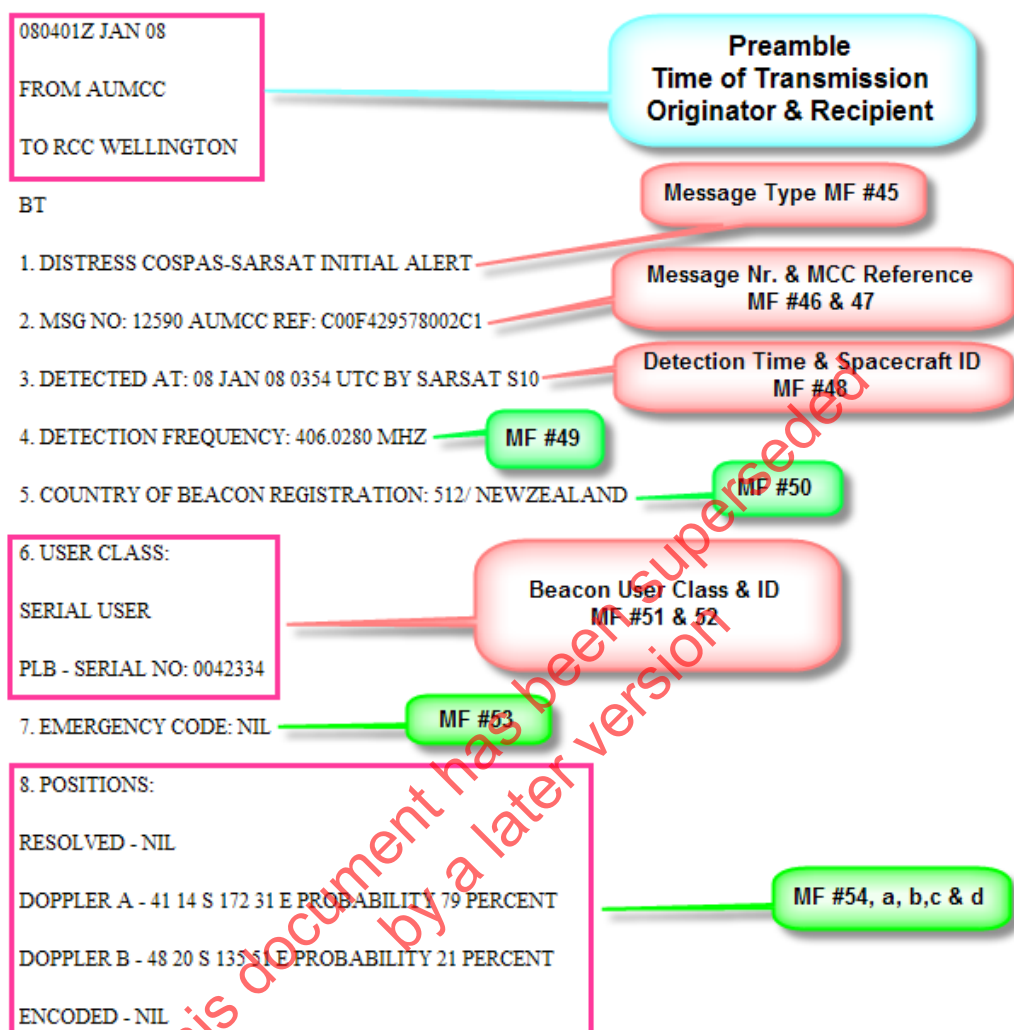 080401Z JAN 08
FROM AUMCC
TO RCC WELLINGTON
Preamble
Time of Transmission
Originator & Recipient
BT
Message Type MF #45
1. DISTRESS COSPAS-SARSAT INITIAL ALERT
Message Nr. & MCC Reference
MF #46 & 47
2. MSG NO: 12590 AUMCC REF: C00F429578002C1
Detection Time & Spacecraft ID
MF #48
3. DETECTED AT: 08 JAN 08 0354 UTC BY SARSAT S10
4. DETECTION FREQUENCY: 406.0280 MHZ
MF #49
5. COUNTRY OF BEACON REGISTRATION: 512/ NEWZEALAND
MF #50
6. USER CLASS:
SERIAL USER
PLB - SERIAL NO: 0042334
Beacon User Class & ID
MF #51 & 52
7. EMERGENCY CODE: NIL
MF #53
8. POSITIONS:
RESOLVED - NIL
DOPPLER A - 41 14 S 172 31 E PROBABILITY 79 PERCENT
DOPPLER B - 48 20 S 135 51 E PROBABILITY 21 PERCENT
ENCODED - NIL
MF #54, a, b,c & d
is document has been superseded
by a later version